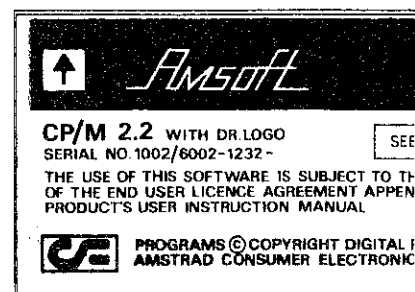 Amsoft
CP/M 2.2 WITH DR.LOGO
SEE
SERIAL NO. 1002/6002-1232-
THE USE OF THIS SOFTWARE IS SUBJECT TO TH
OF THE END USER LICENCE AGREEMENT APPEN
PRODUCT'S USER INSTRUCTION MANUAL
PROGRAMS © COPYRIGHT DIGITAL R
AMSTRAD CONSUMER ELECTRONIC